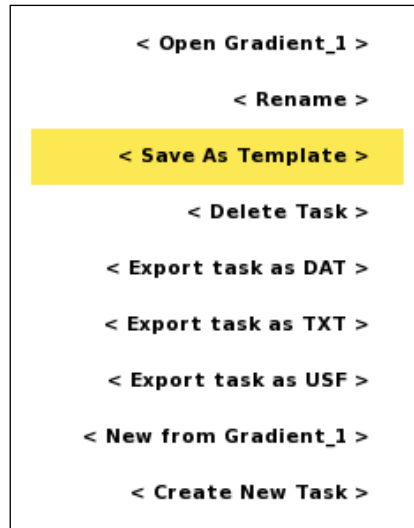 < Open Gradient_1 >
< Rename >
< Save As Template >
< Delete Task >
< Export task as DAT >
< Export task as TXT >
< Export task as USF >
< New from Gradient_1 >
< Create New Task >